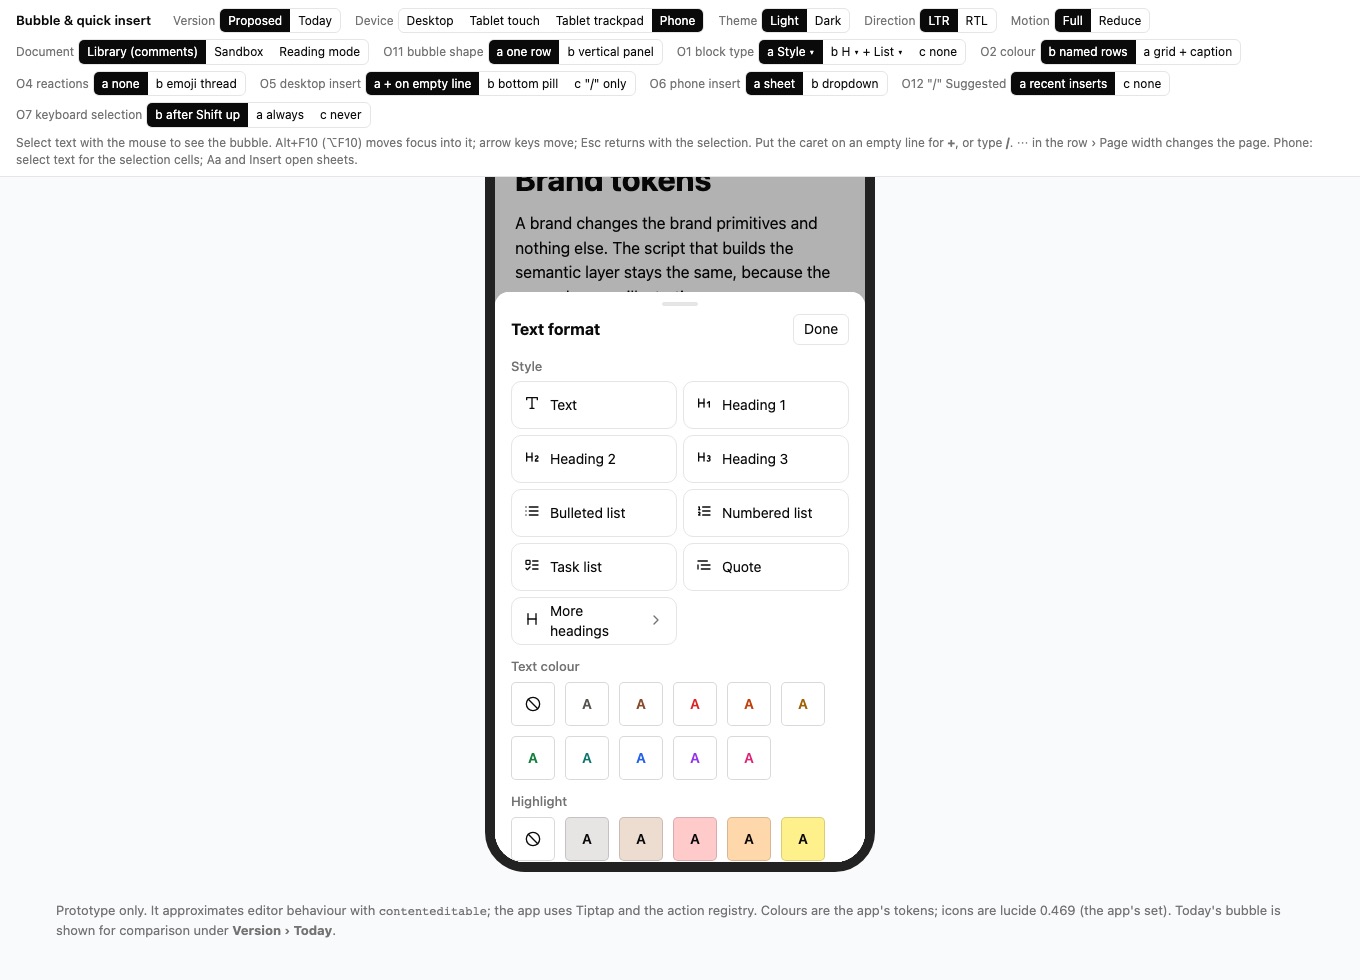 Bubble & quick insert Version Proposed Today Device Desktop Tablet touch Tablet trackpad Phone Theme Light Dark Direction LTR RTL Motion Full Reduce
Document Library (comments) Sandbox Reading mode O11 bubble shape a one row b vertical panel O1 block type a Style ▾ b H ▾ + List ▾ c none O2 colour b named rows a grid + caption
O4 reactions a none b emoji thread O5 desktop insert a + on empty line b bottom pill c "/" only O6 phone insert a sheet b dropdown O12 "/" Suggested a recent inserts c none
O7 keyboard selection b after Shift up a always c never
Select text with the mouse to see the bubble. Alt+F10 (⌥F10) moves focus into it; arrow keys move; Esc returns with the selection. Put the caret on an empty line for +, or type /. ··· in the row › Page width changes the page. Phone:
select text for the selection cells; Aa and Insert open sheets.
Brand tokens
A brand changes the brand primitives and
nothing else. The script that builds the
semantic layer stays the same, because the
Text format Done
Style
Text
H1 Heading 1
H2 Heading 2
H3 Heading 3
Bulleted list
Numbered list
Task list
Quote
H More
headings
Text colour
A A A A A
A A A A A
Highlight
A A A A A
Prototype only. It approximates editor behaviour with contenteditable; the app uses Tiptap and the action registry. Colours are the app's tokens; icons are lucide 0.469 (the app's set). Today's bubble is
shown for comparison under Version › Today.